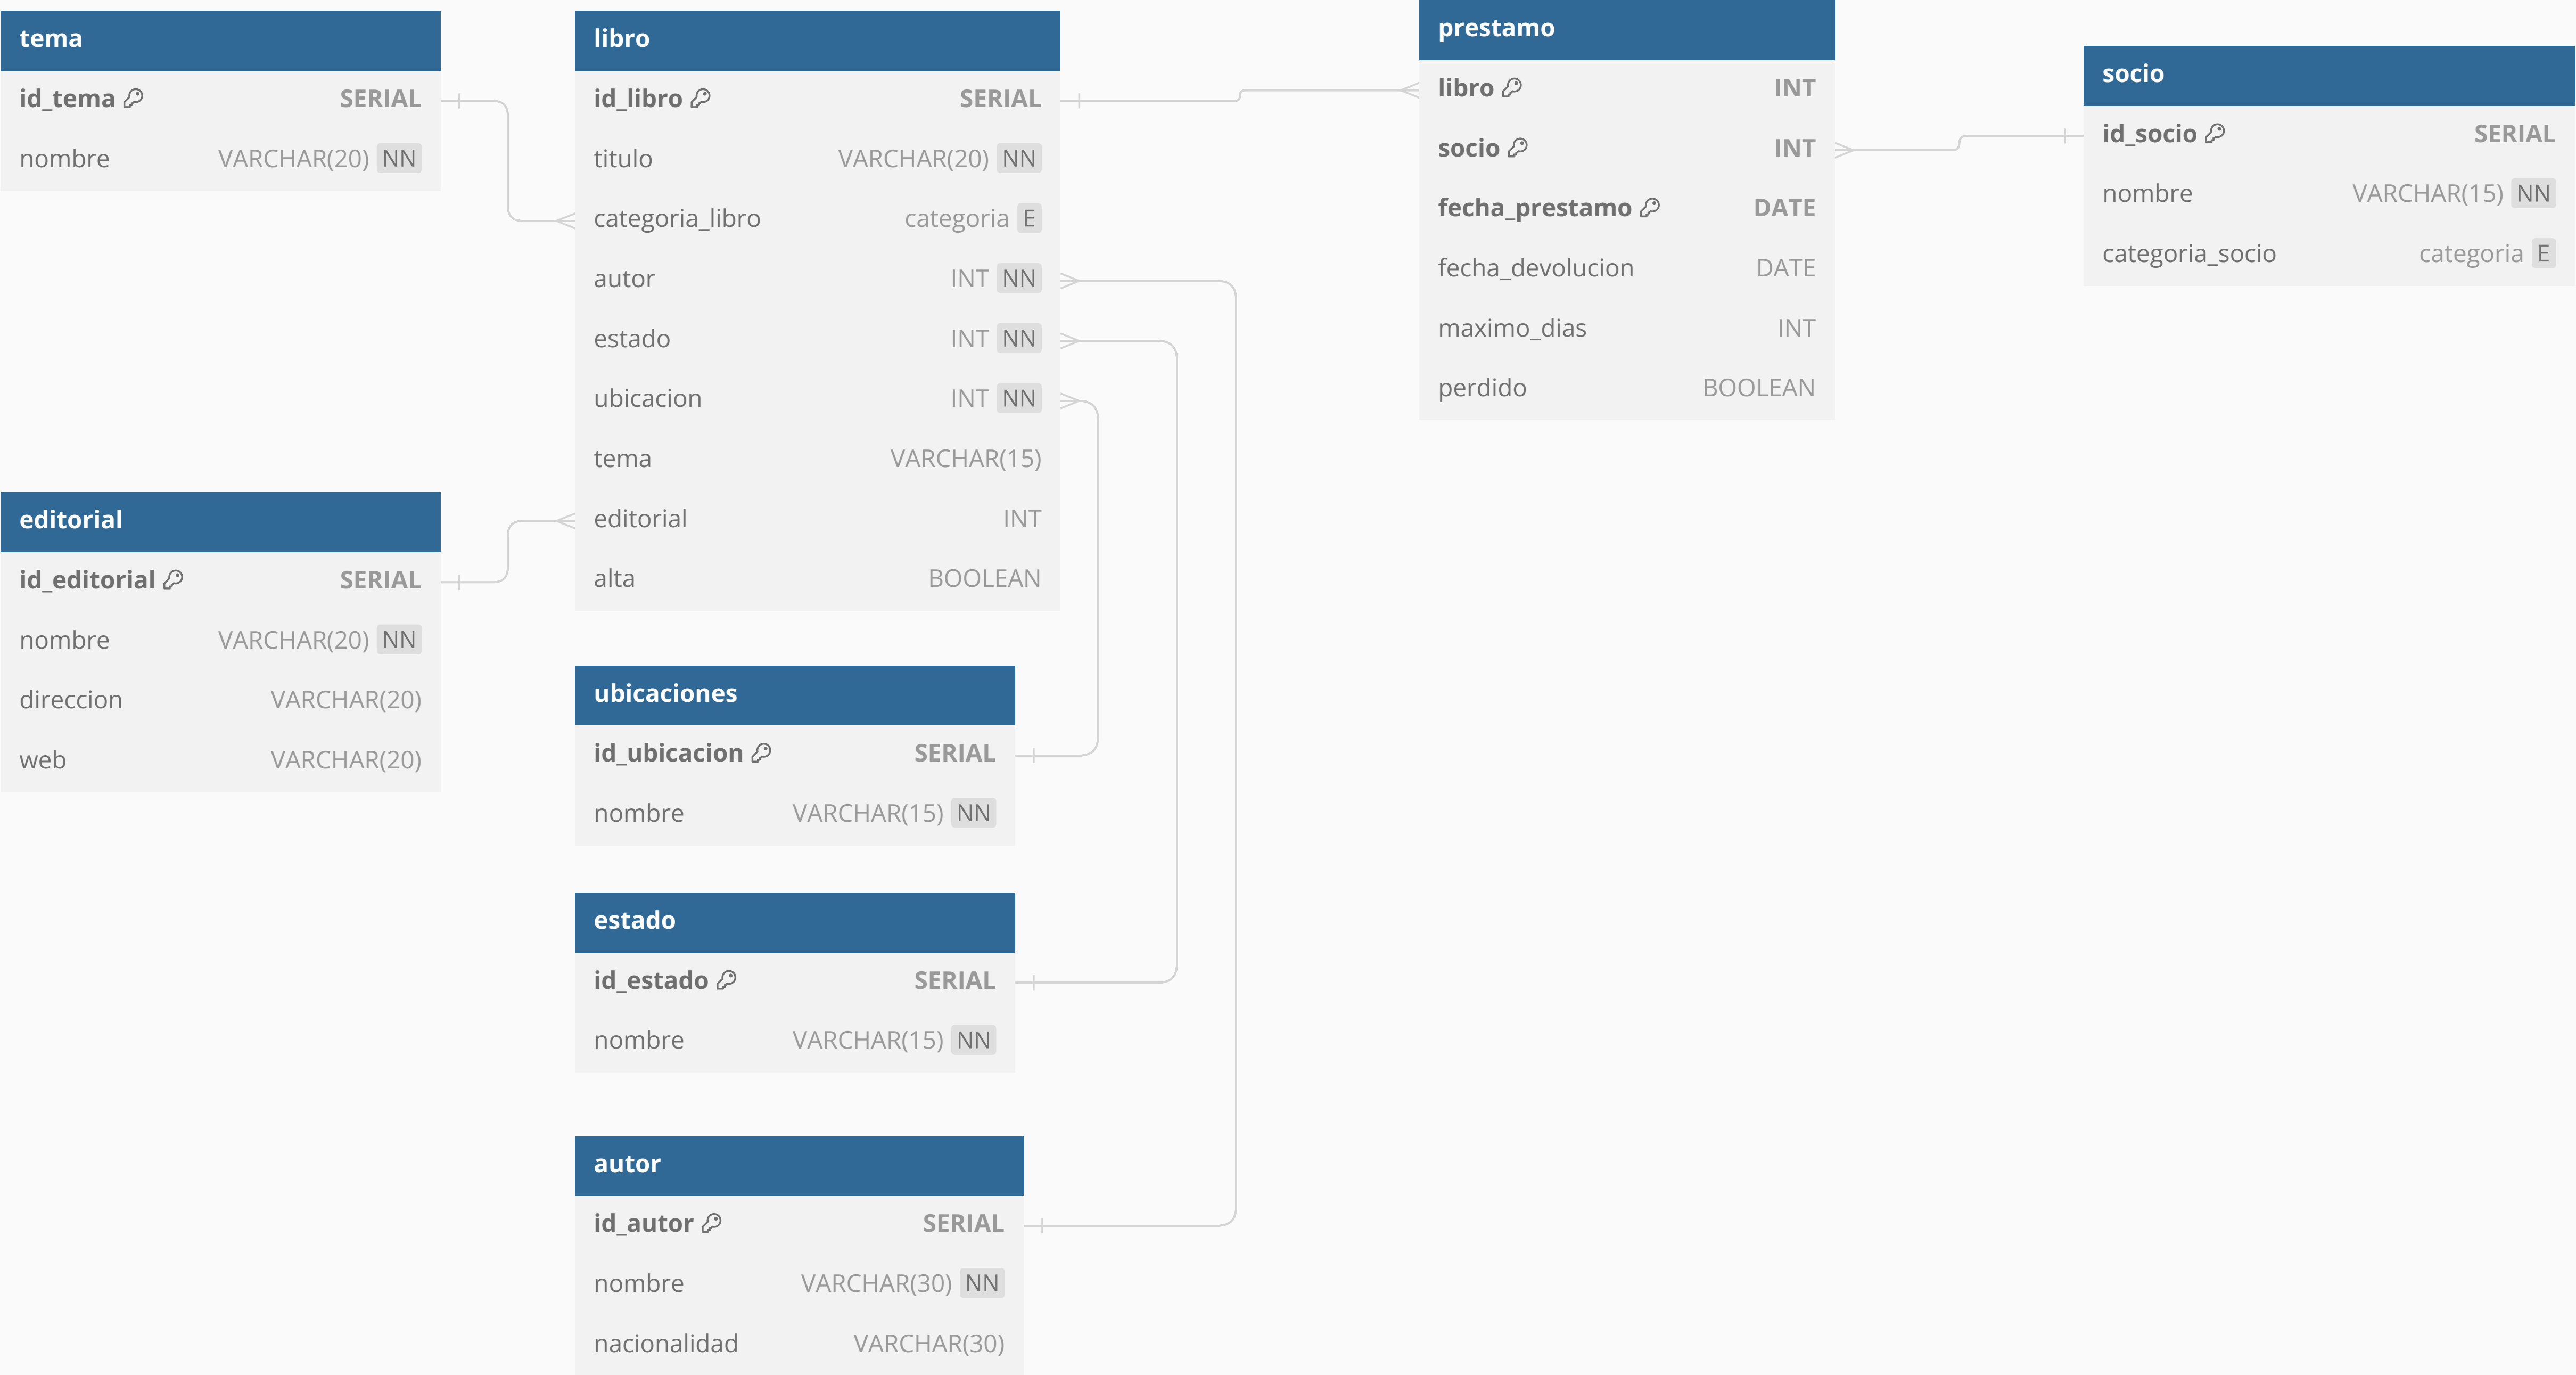 tema
id_tema SERIAL
nombre VARCHAR(20) NN
libro
id_libro SERIAL
titulo VARCHAR(20) NN
categoria_libro categoria E
autor INT NN
estado INT NN
ubicacion INT NN
tema VARCHAR(15)
editorial INT
alta BOOLEAN
prestamo
libro INT
socio INT
fecha_prestamo DATE
fecha_devolucion DATE
maximo_dias INT
perdido BOOLEAN
socio
id_socio SERIAL
nombre VARCHAR(15) NN
categoria_socio categoria E
editorial
id_editorial SERIAL
nombre VARCHAR(20) NN
direccion VARCHAR(20)
web VARCHAR(20)
ubicaciones
id_ubicacion SERIAL
nombre VARCHAR(15) NN
estado
id_estado SERIAL
nombre VARCHAR(15) NN
autor
id_autor SERIAL
nombre VARCHAR(30) NN
nacionalidad VARCHAR(30)